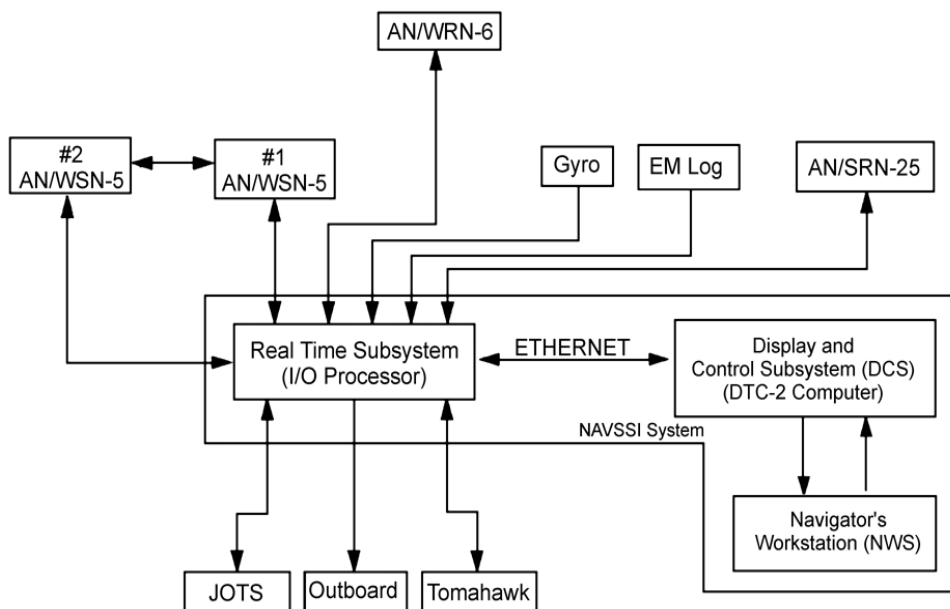 AN/WRN-6
#2
AN/WSN-5
#1
AN/WSN-5
Gyro
EM Log
AN/SRN-25
Real Time Subsystem
(I/O Processor)
ETHERNET
Display and
Control Subsystem (DCS)
(DTC-2 Computer)
NAVSSI System
Navigator's
Workstation (NWS)
JOTS
Outboard
Tomahawk